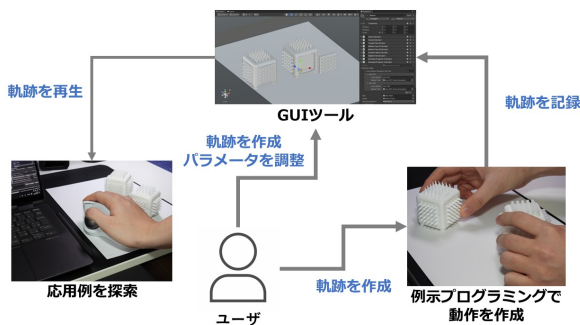 GUIツール
軌跡を再生
軌跡を記録
軌跡を作成
パラメータを調整
応用例を探索
軌跡を作成
ユーザ
例示プログラミングで
動作を作成